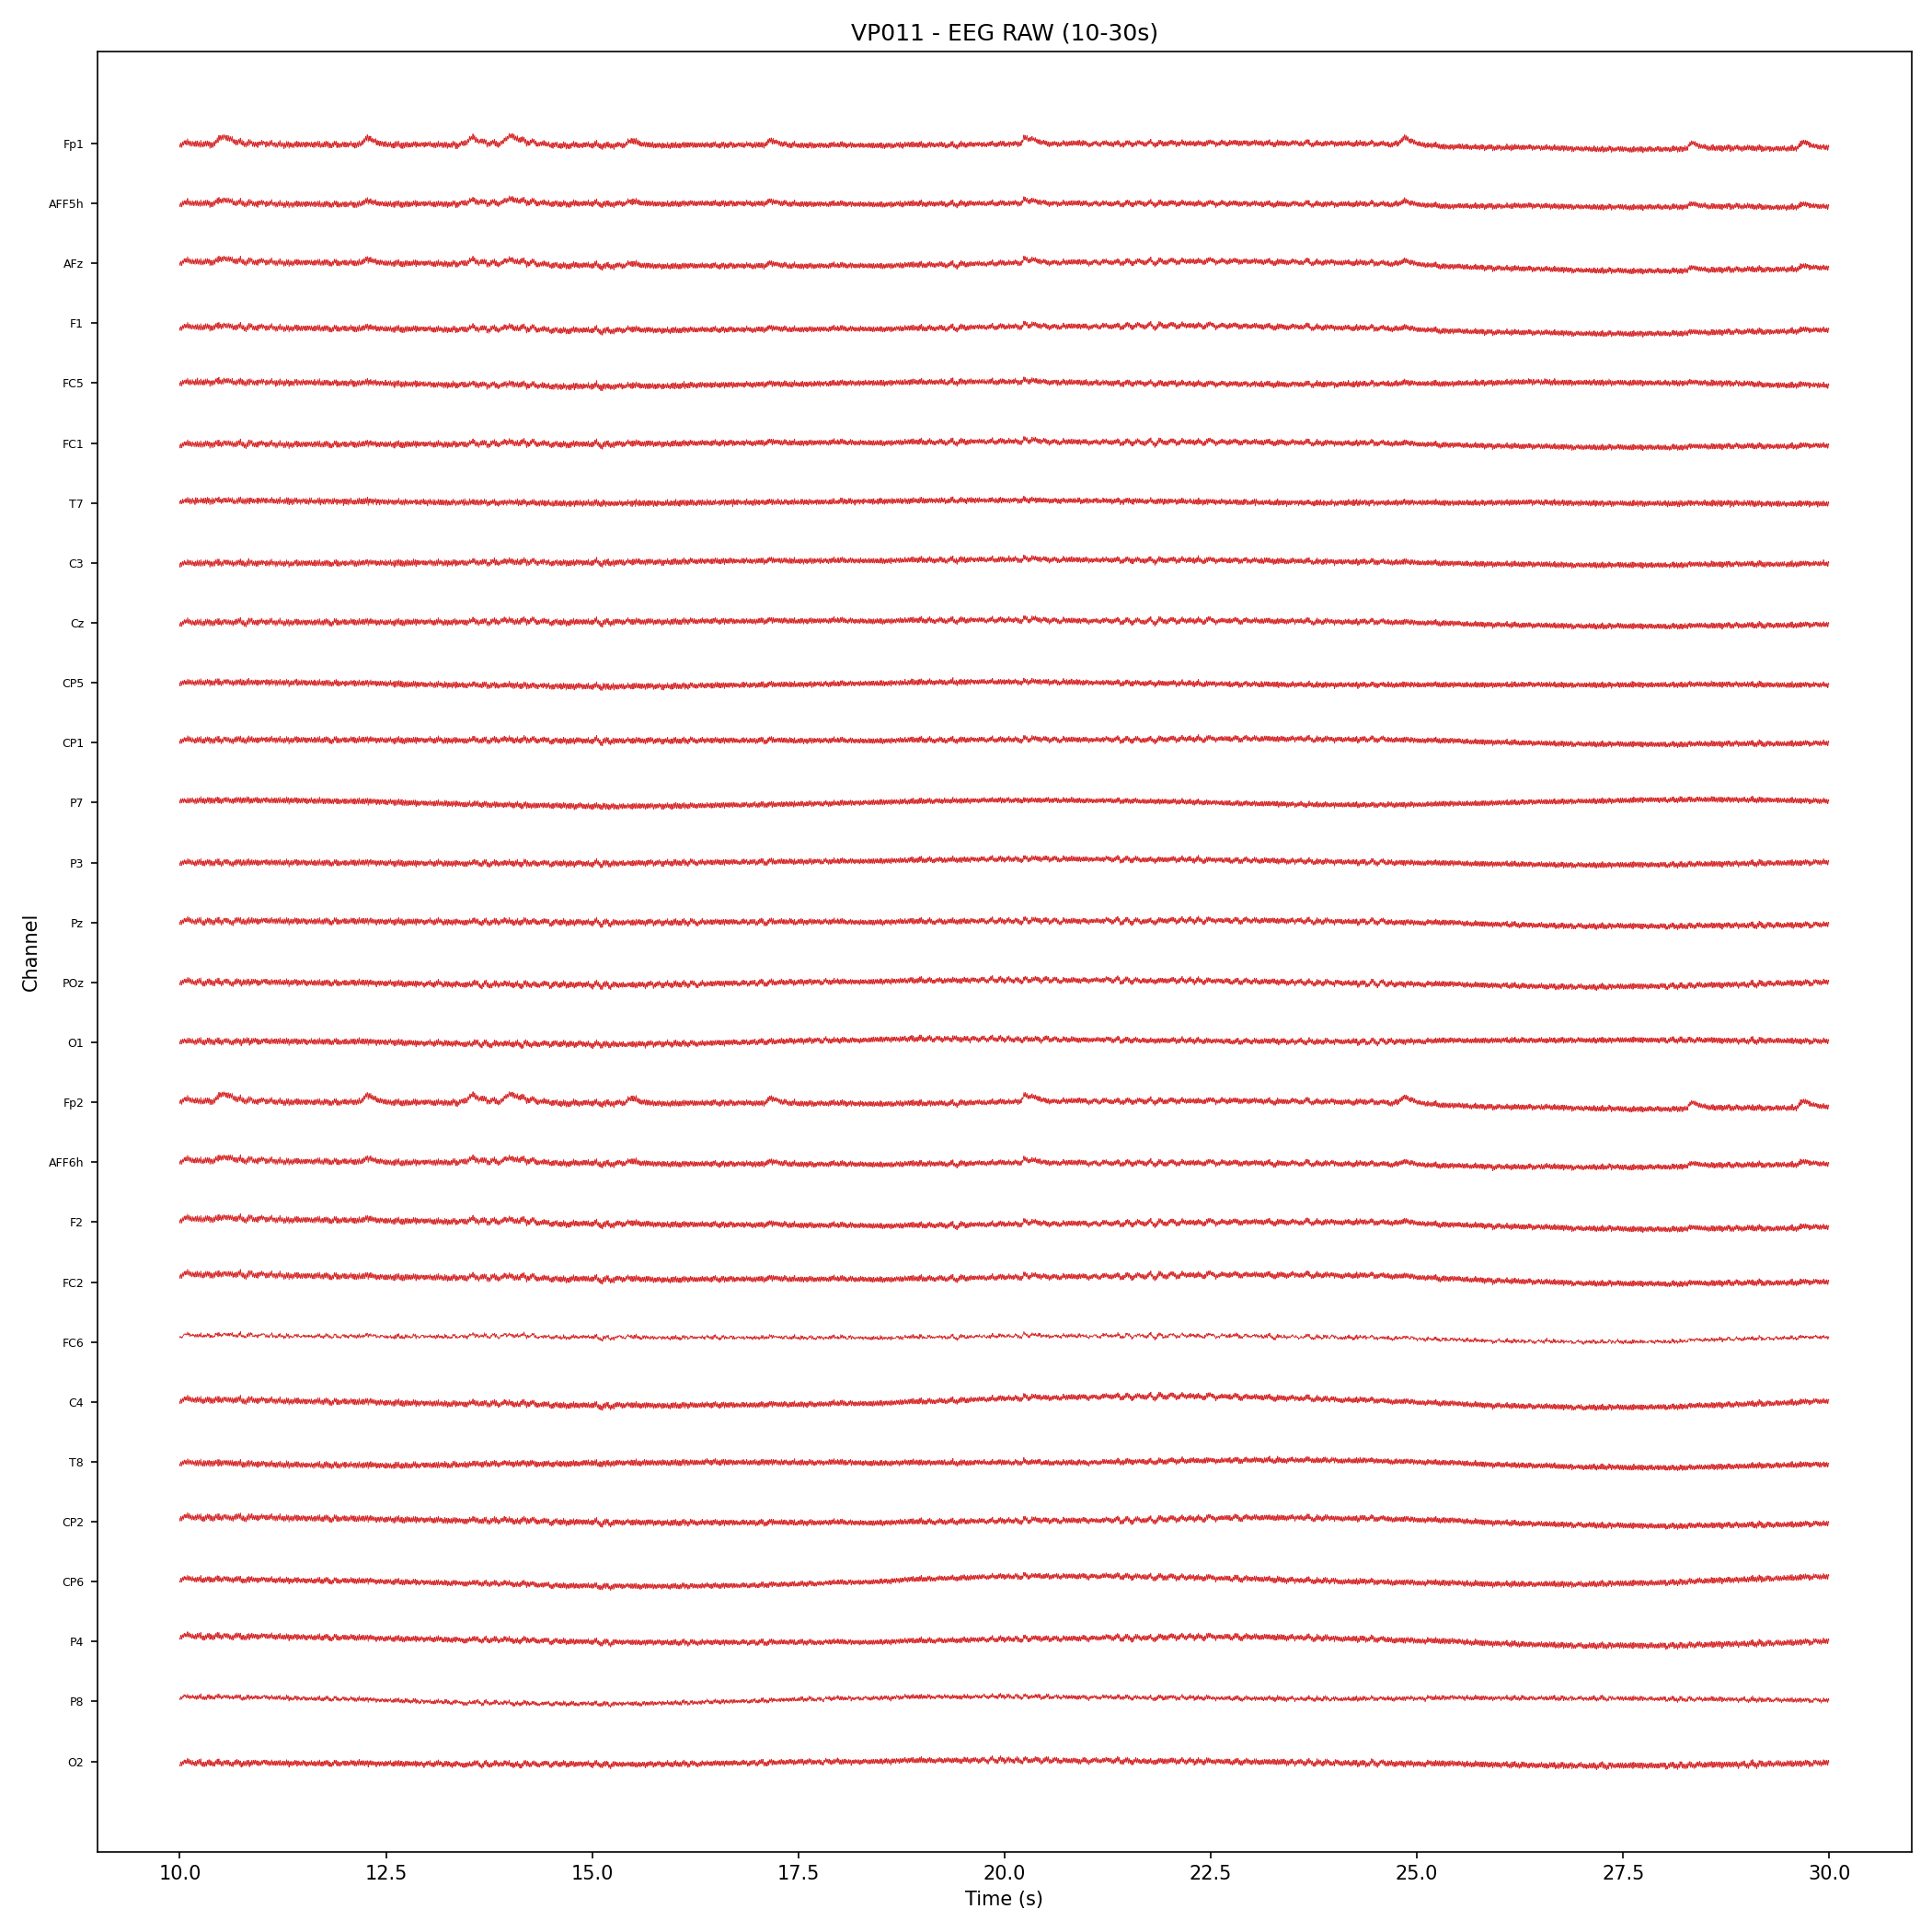 VP011 - EEG RAW (10-30s)
Fp1
AFF5h
AFz
F1
FC5
FC1
T7
C3
Cz
CP5
CP1
P7
P3
Pz
POz
O1
Fp2
AFF6h
F2
FC2
FC6
C4
T8
CP2
CP6
P4
P8
O2
Channel
10.0 12.5 15.0 17.5 20.0 22.5 25.0 27.5 30.0
Time (s)